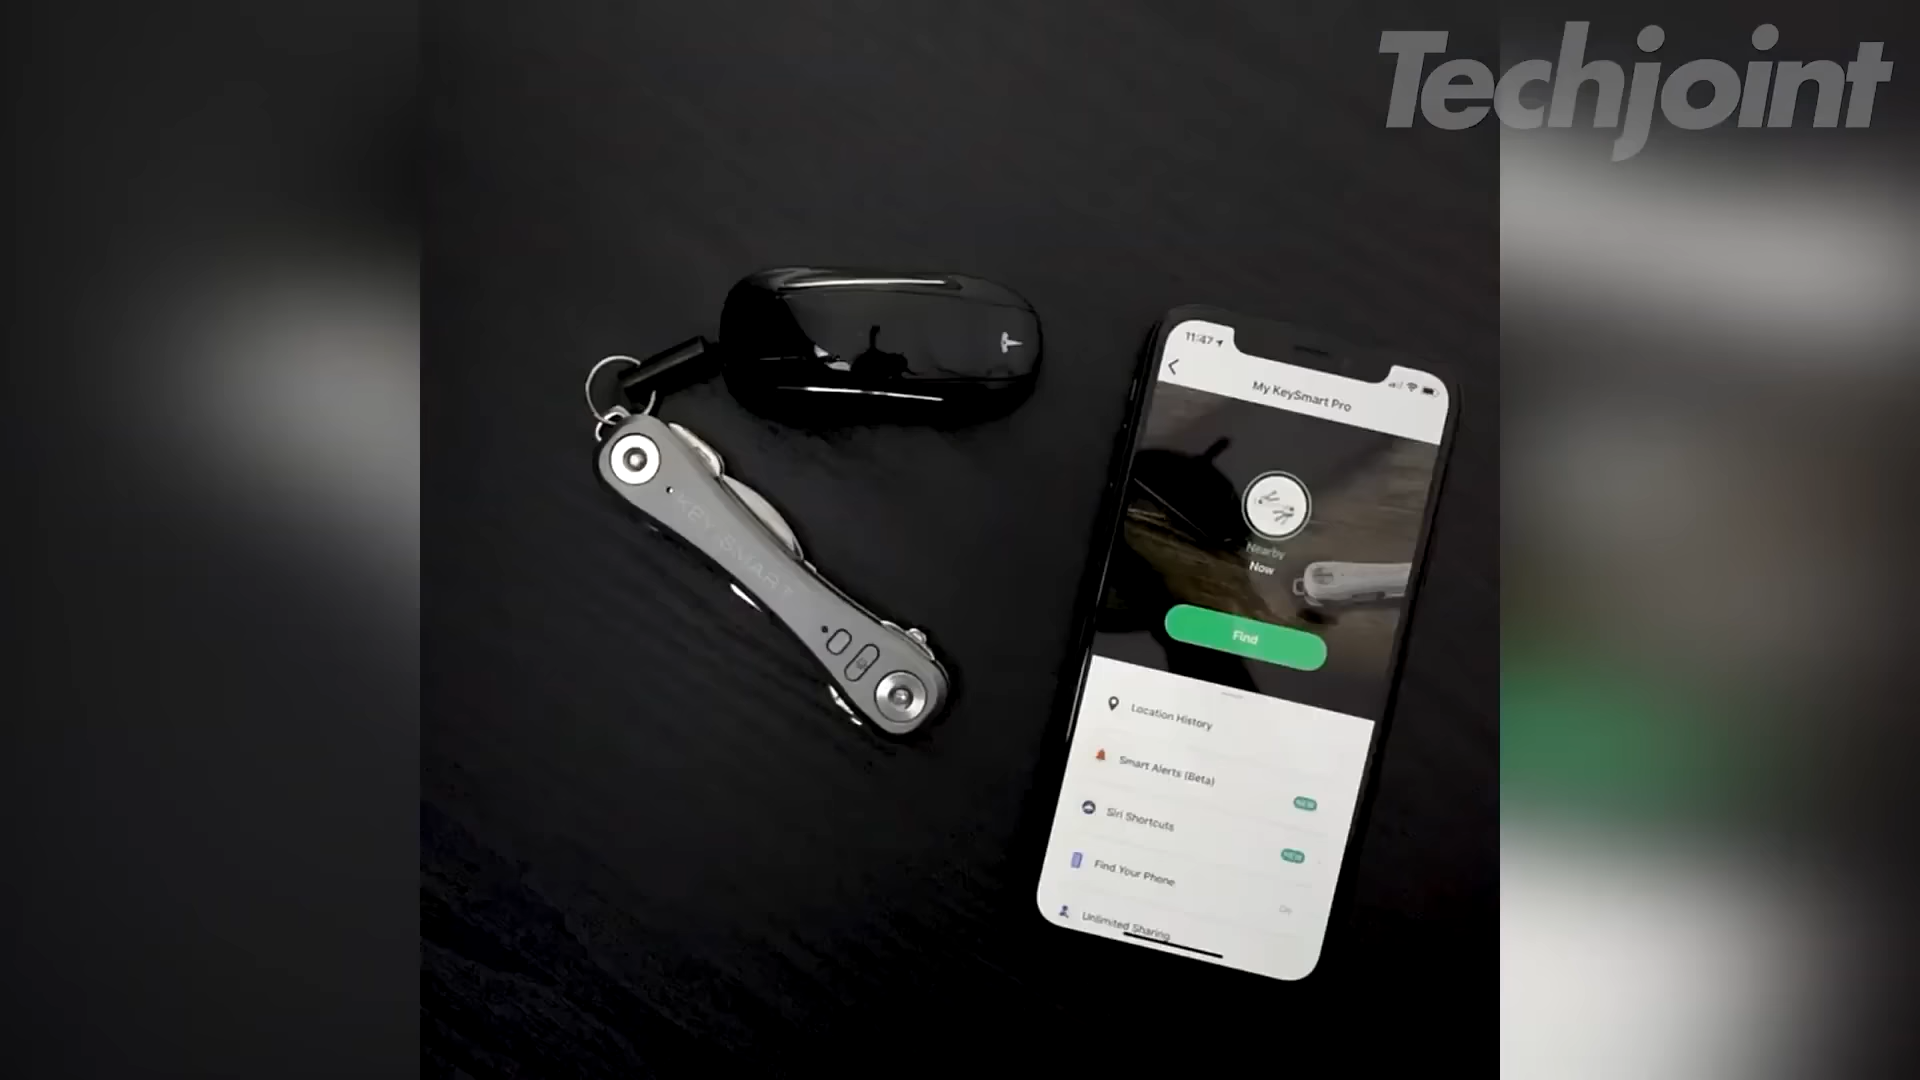 Techjoint
11:47
My KeySmart Pro
Nearby
Now
Find
Location History
Smart Alerts (Beta)
NEW
Siri Shortcuts
NEW
Find Your Phone
On
Unlimited Sharing
KEYSMART